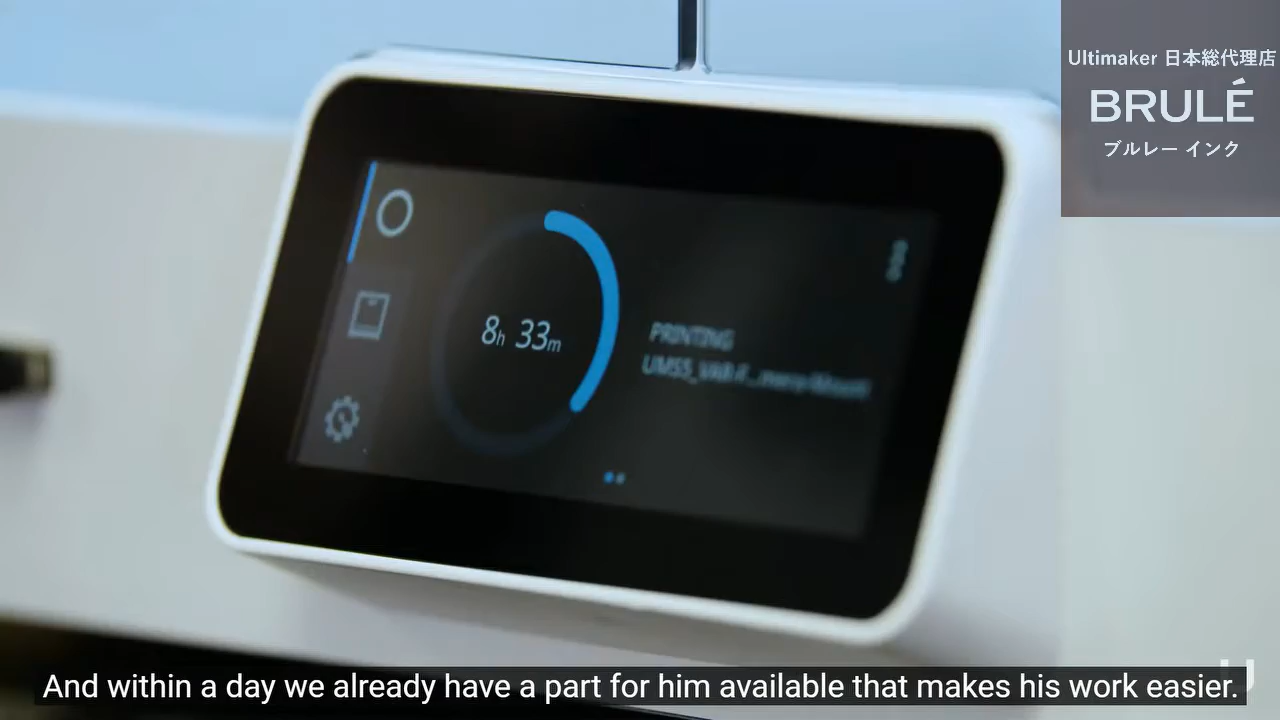 Ultimaker 日本総代理店
BRULÉ
ブルレー インク
8h 33m
PRINTING
And within a day we already have a part for him available that makes his work easier.